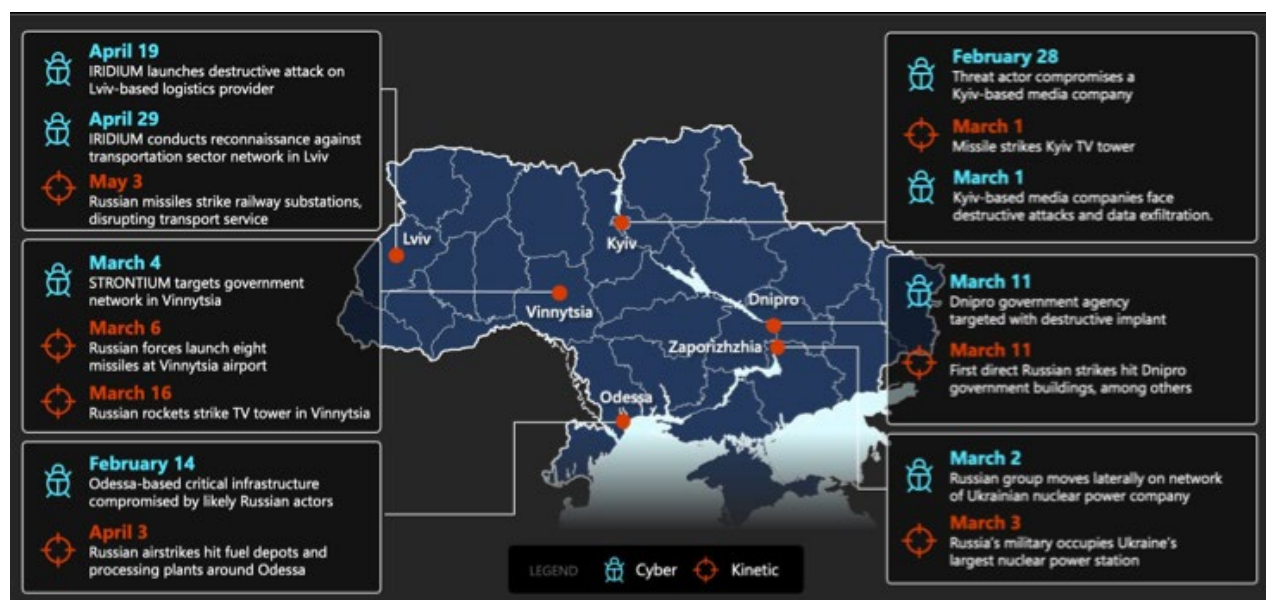 April 19
IRIDIUM launches destructive attack on
Lviv-based logistics provider
April 29
IRIDIUM conducts reconnaissance against
transportation sector network in Lviv
May 3
Russian missiles strike railway substations,
disrupting transport service
March 4
STRONTIUM targets government
network in Vinnytsia
March 6
Russian forces launch eight
missiles at Vinnytsia airport
March 16
Russian rockets strike TV tower in Vinnytsia
February 14
Odessa-based critical infrastructure
compromised by likely Russian actors
April 3
Russian airstrikes hit fuel depots and
processing plants around Odessa
Lviv
Kyiv
Vinnytsia
Dnipro
Zaporizhzhia
Odessa
February 28
Threat actor compromises a
Kyiv-based media company
March 1
Missile strikes Kyiv TV tower
March 1
Kyiv-based media companies face
destructive attacks and data exfiltration.
March 11
Dnipro government agency
targeted with destructive implant
March 11
First direct Russian strikes hit Dnipro
government buildings, among others
March 2
Russian group moves laterally on network
of Ukrainian nuclear power company
March 3
Russia's military occupies Ukraine's
largest nuclear power station
LEGEND Cyber Kinetic